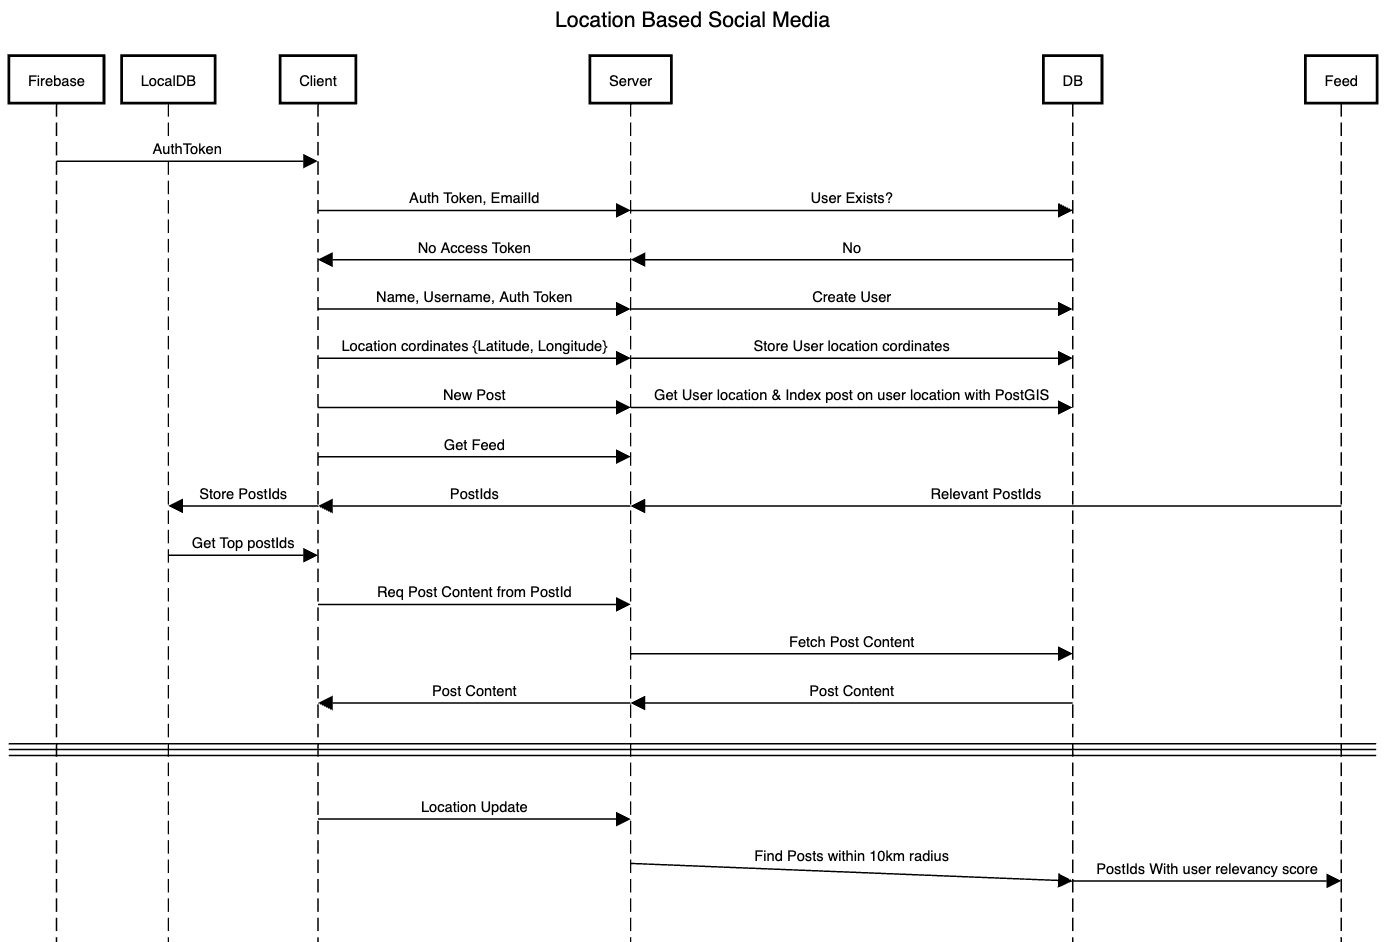 Location Based Social Media
Firebase
LocalDB
Client
Server
DB
Feed
AuthToken
Auth Token, EmailId
User Exists?
No Access Token
No
Name, Username, Auth Token
Create User
Location cordinates {Latitude, Longitude}
Store User location cordinates
New Post
Get User location & Index post on user location with PostGIS
Get Feed
Store PostIds
PostIds
Relevant PostIds
Get Top postIds
Req Post Content from PostId
Fetch Post Content
Post Content
Post Content
Location Update
Find Posts within 10km radius
PostIds With user relevancy score